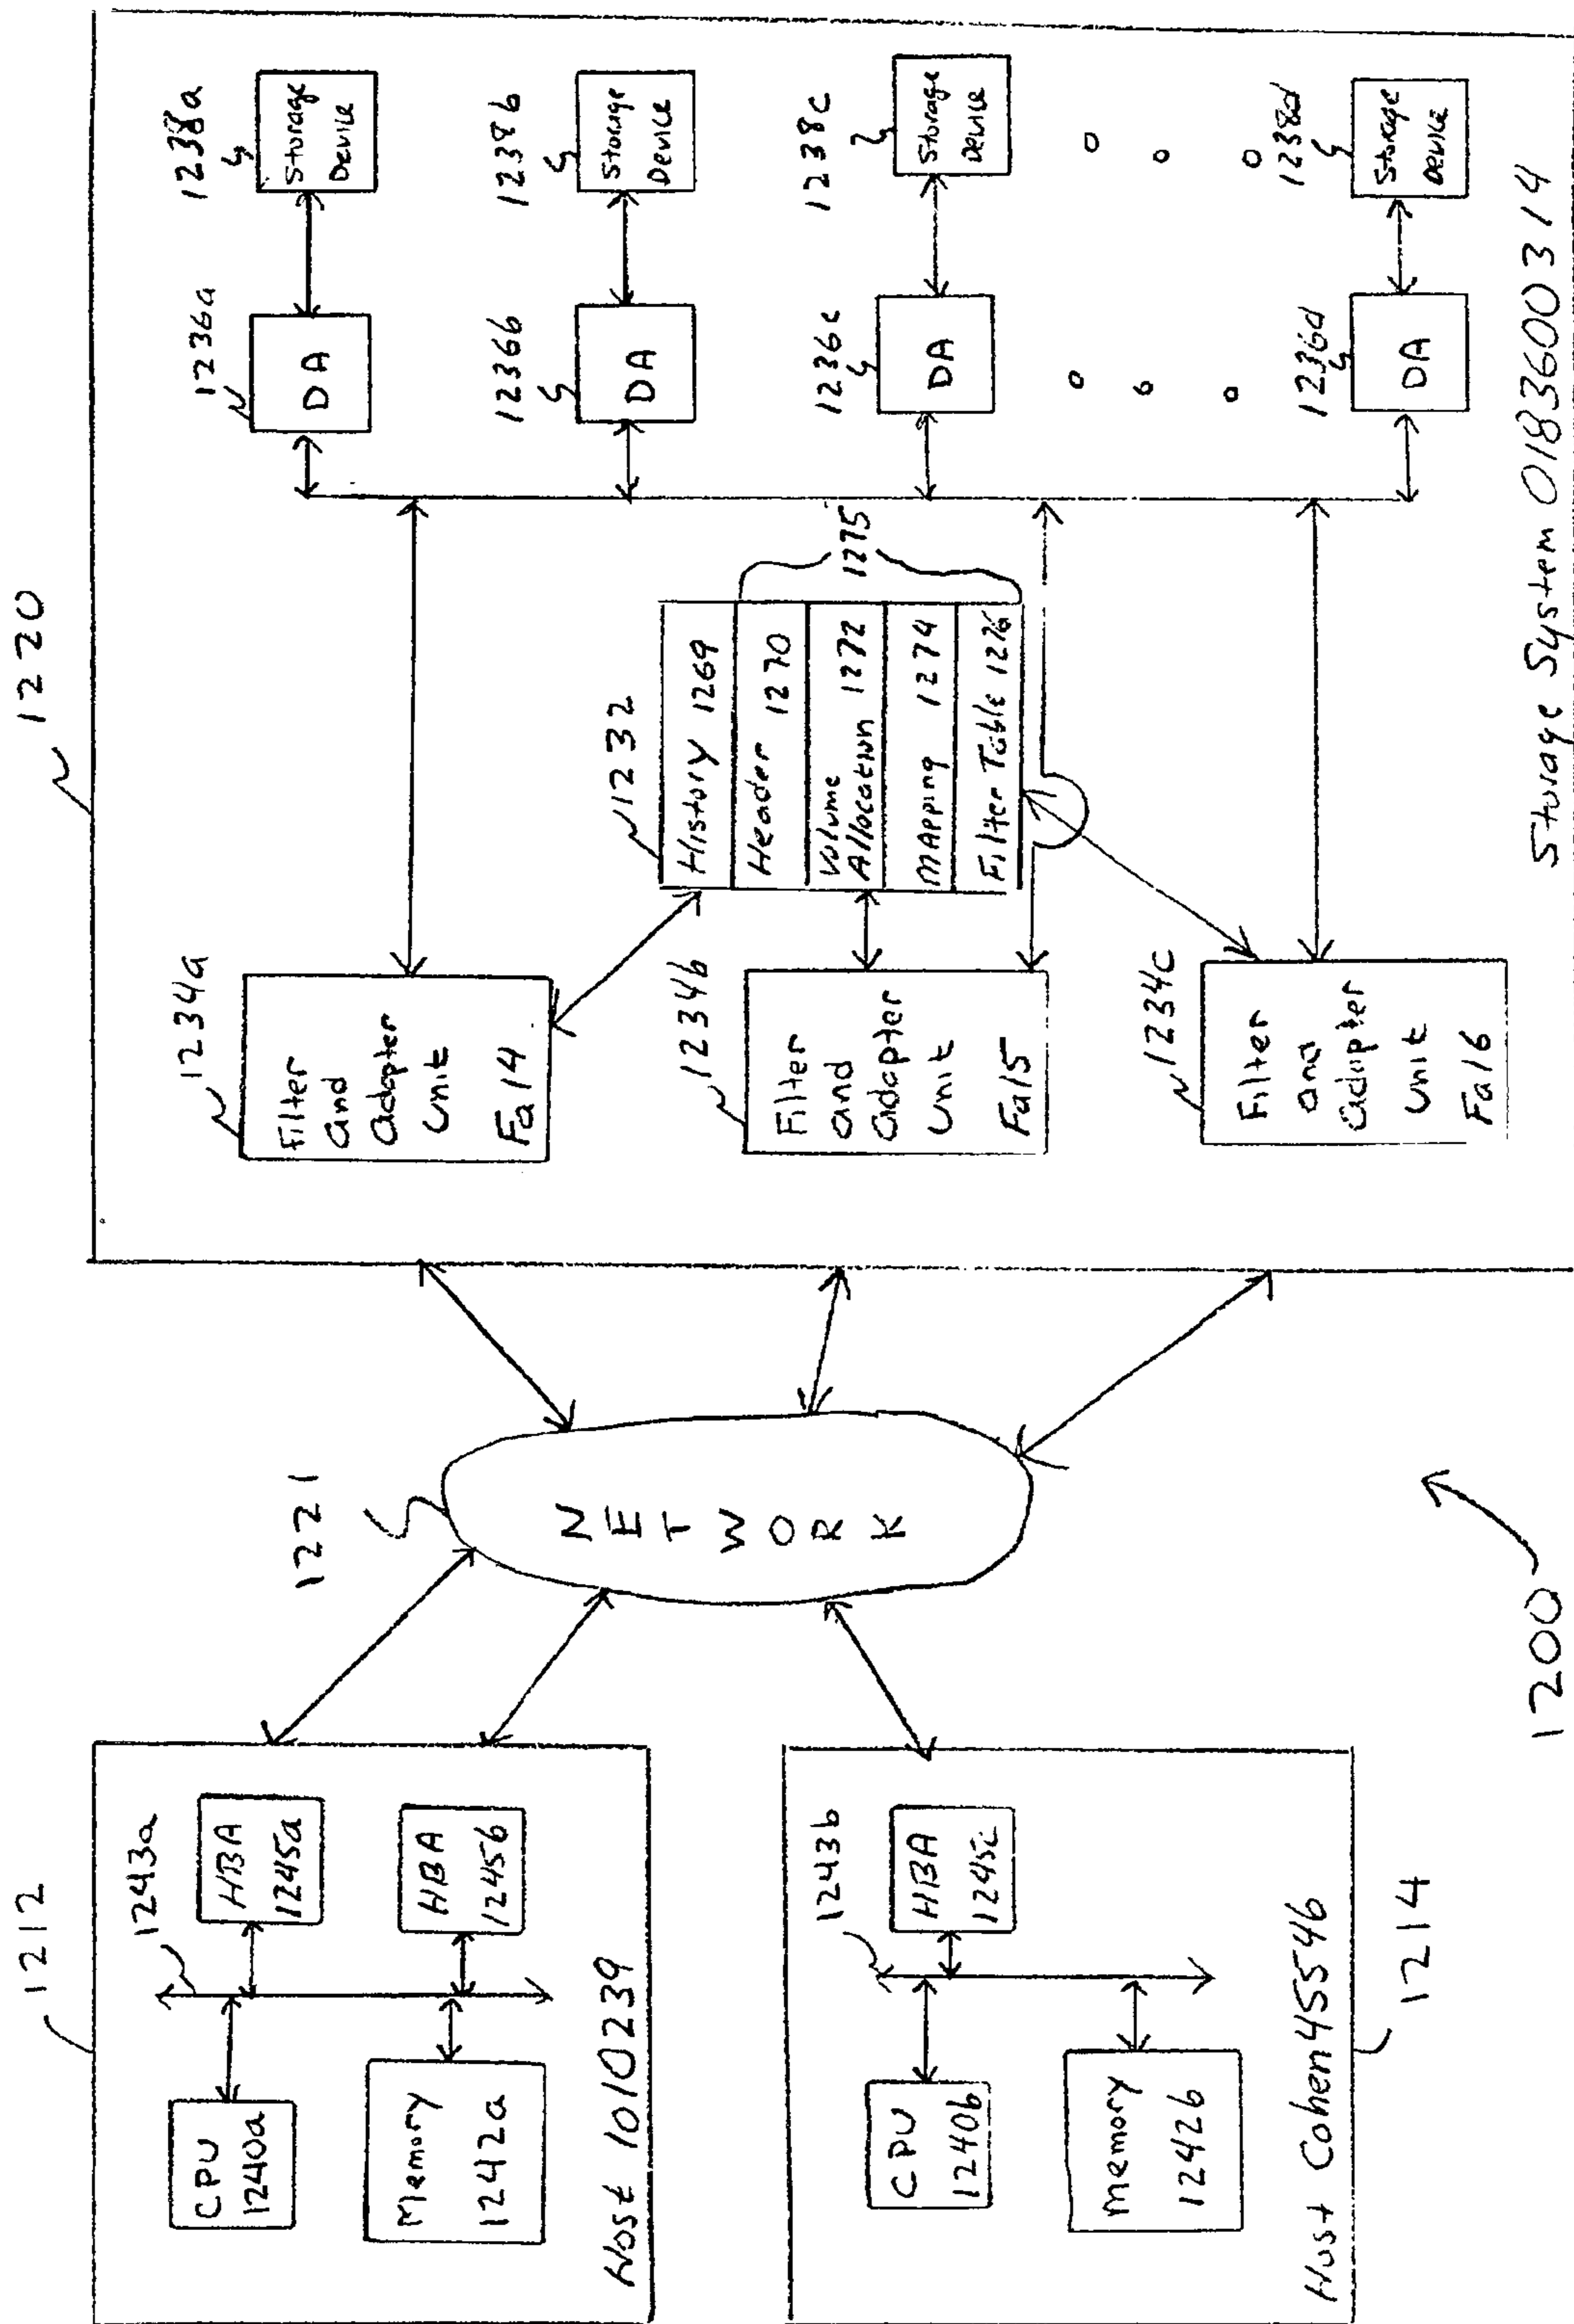 1212
1243a
CPU
1240a
HBA
1245a
Memory
1242a
HBA
1245b
Host 1010239
1243b
CPU
1240b
HBA
1245c
Memory
1242b
Host Cohen45546
1214
1221
NETWORK
1200
1220
1234a
Filter
and
adapter
unit
Fa14
1234b
Filter
and
adapter
unit
Fa15
1234c
Filter
and
adapter
unit
Fa16
1232
History 1269
Header 1270
Volume
Allocation 1272
MApping 1274
Filter Table 1276
1275
1236a
DA
1238a
Storage
Device
1236b
DA
1238b
Storage
Device
1236c
DA
1238c
Storage
Device
1236d
DA
1238d
Storage
Device
Storage System 01836003 14